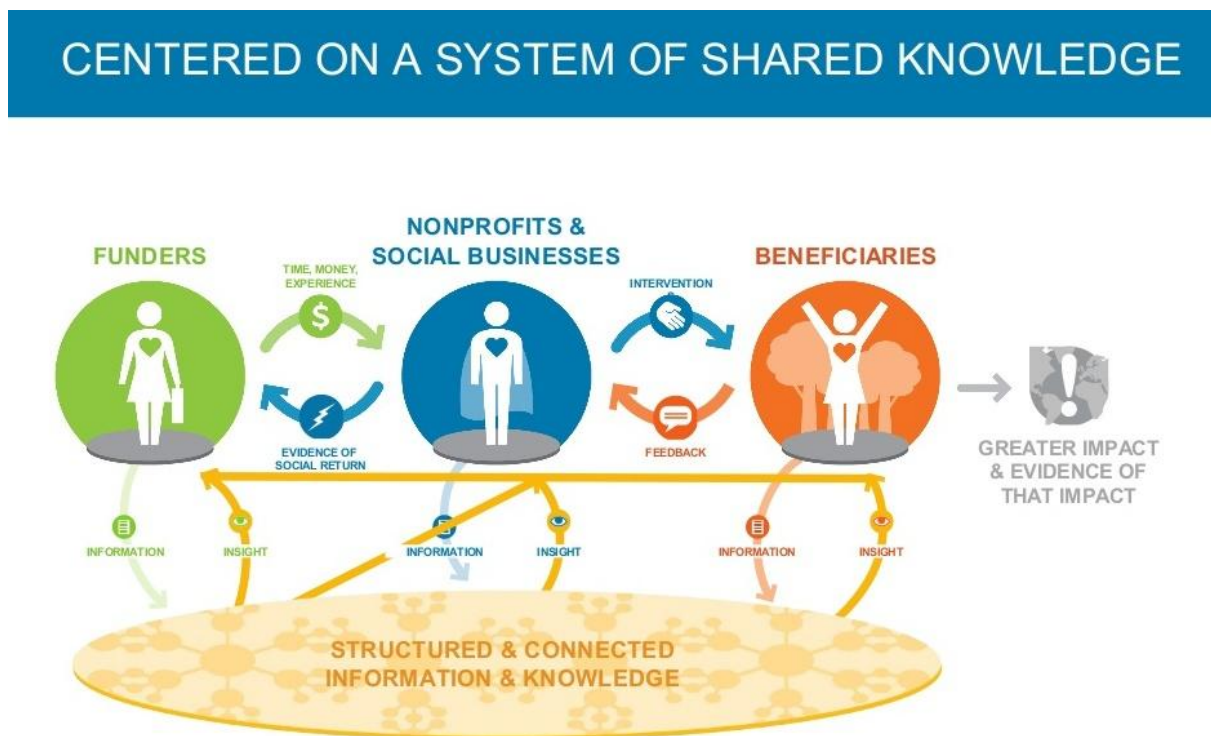 CENTERED ON A SYSTEM OF SHARED KNOWLEDGE
FUNDERS
TIME, MONEY,
EXPERIENCE
$
NONPROFITS &
SOCIAL BUSINESSES
INTERVENTION
BENEFICIARIES
EVIDENCE OF
SOCIAL RETURN
FEEDBACK
!
GREATER IMPACT
& EVIDENCE OF
THAT IMPACT
INFORMATION
INSIGHT
INFORMATION
INSIGHT
INFORMATION
INSIGHT
STRUCTURED & CONNECTED
INFORMATION & KNOWLEDGE